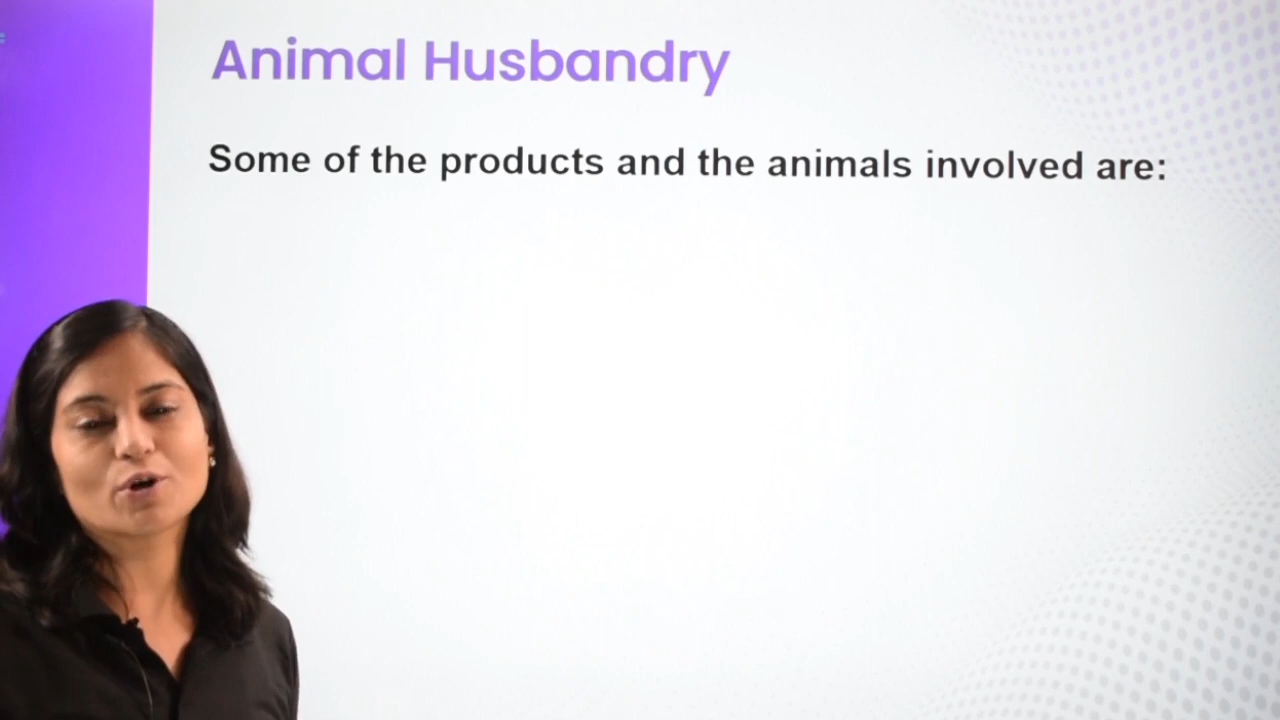 Animal Husbandry
Some of the products and the animals involved are: